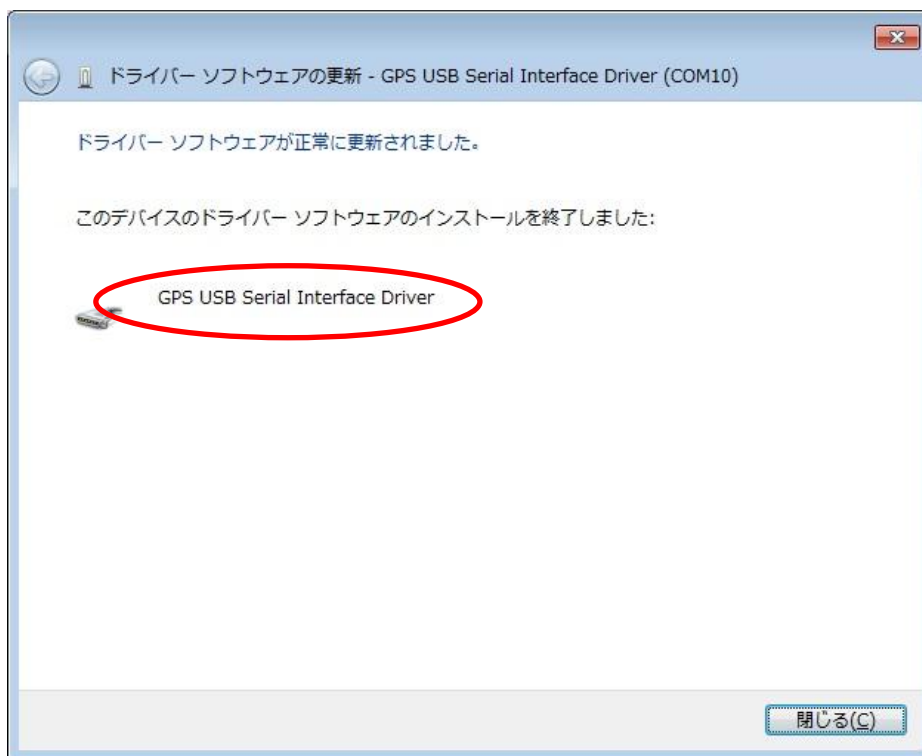 ドライバー ソフトウェアの更新 - GPS USB Serial Interface Driver (COM10)
ドライバー ソフトウェアが正常に更新されました。
このデバイスのドライバー ソフトウェアのインストールを終了しました:
GPS USB Serial Interface Driver
閉じる(C)